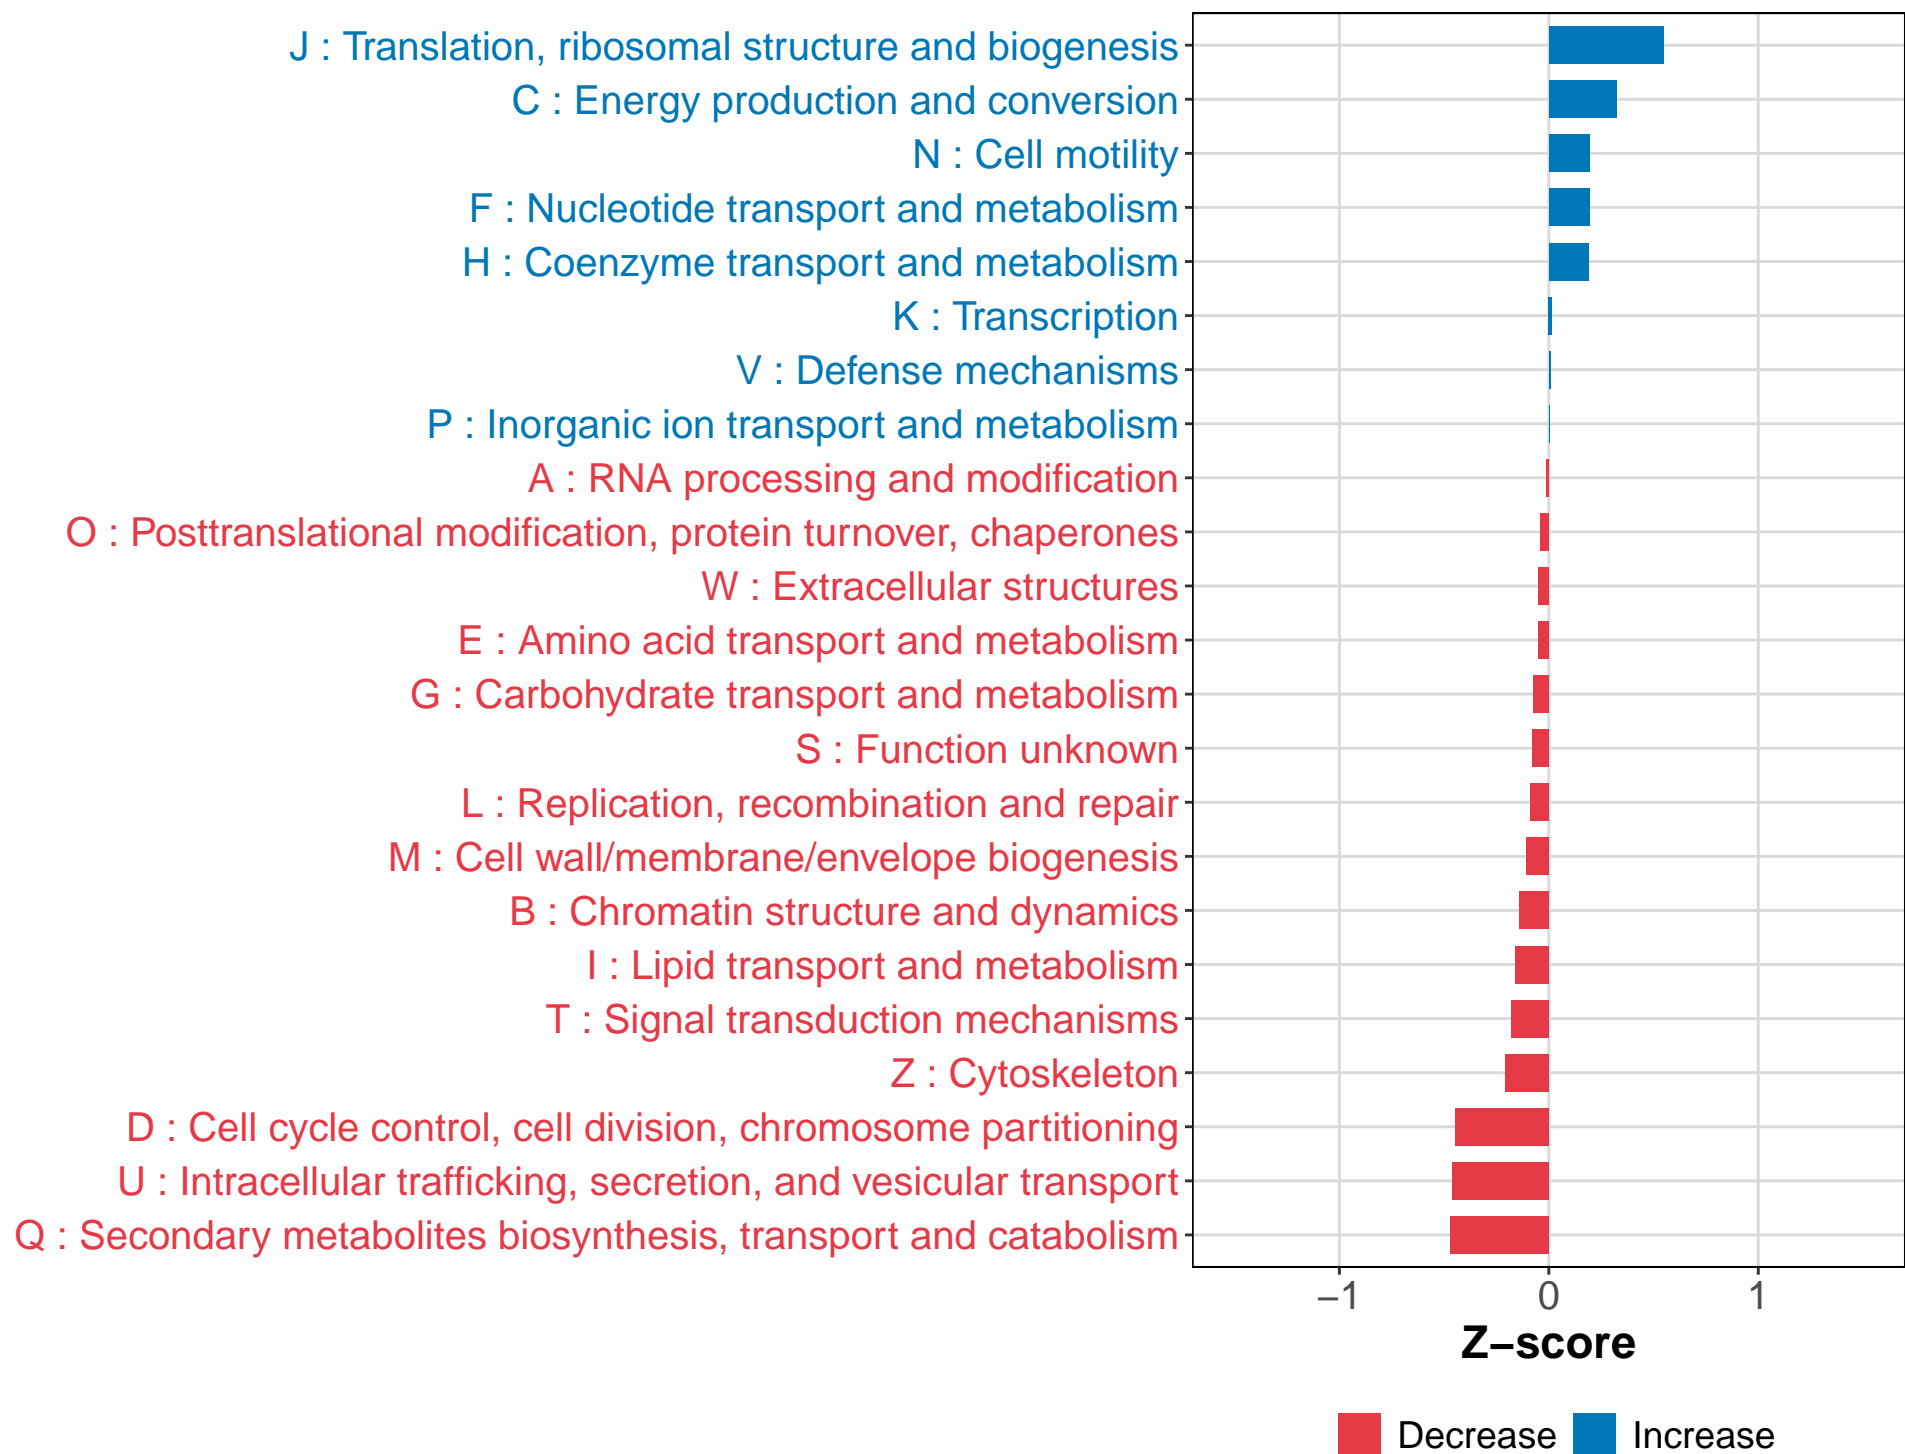 J : Translation, ribosomal structure and biogenesis
C : Energy production and conversion
N : Cell motility
F : Nucleotide transport and metabolism
H : Coenzyme transport and metabolism
K : Transcription
V : Defense mechanisms
P : Inorganic ion transport and metabolism
A : RNA processing and modification
O : Posttranslational modification, protein turnover, chaperones
W : Extracellular structures
E : Amino acid transport and metabolism
G : Carbohydrate transport and metabolism
S : Function unknown
L : Replication, recombination and repair
M : Cell wall/membrane/envelope biogenesis
B : Chromatin structure and dynamics
I : Lipid transport and metabolism
T : Signal transduction mechanisms
Z : Cytoskeleton
D : Cell cycle control, cell division, chromosome partitioning
U : Intracellular trafficking, secretion, and vesicular transport
Q : Secondary metabolites biosynthesis, transport and catabolism
−1 0 1
Z−score
Decrease Increase